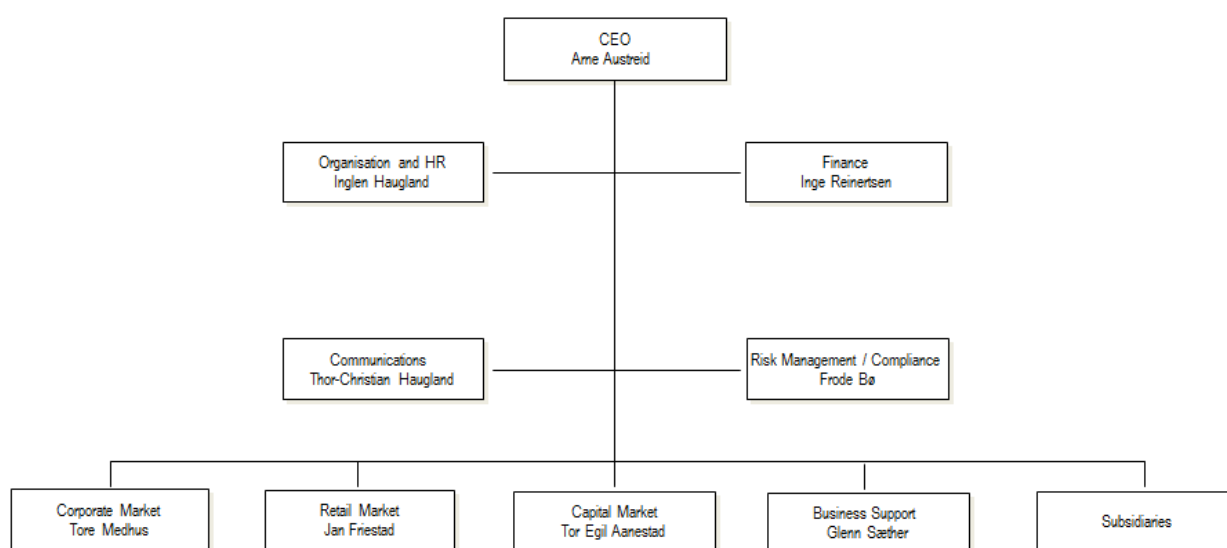 CEO
Arne Austreid
Organisation and HR
Inglen Haugland
Finance
Inge Reinertsen
Communications
Thor-Christian Haugland
Risk Management / Compliance
Frode Bø
Corporate Market
Tore Medhus
Retail Market
Jan Friestad
Capital Market
Tor Egil Aanestad
Business Support
Glenn Sæther
Subsidiaries